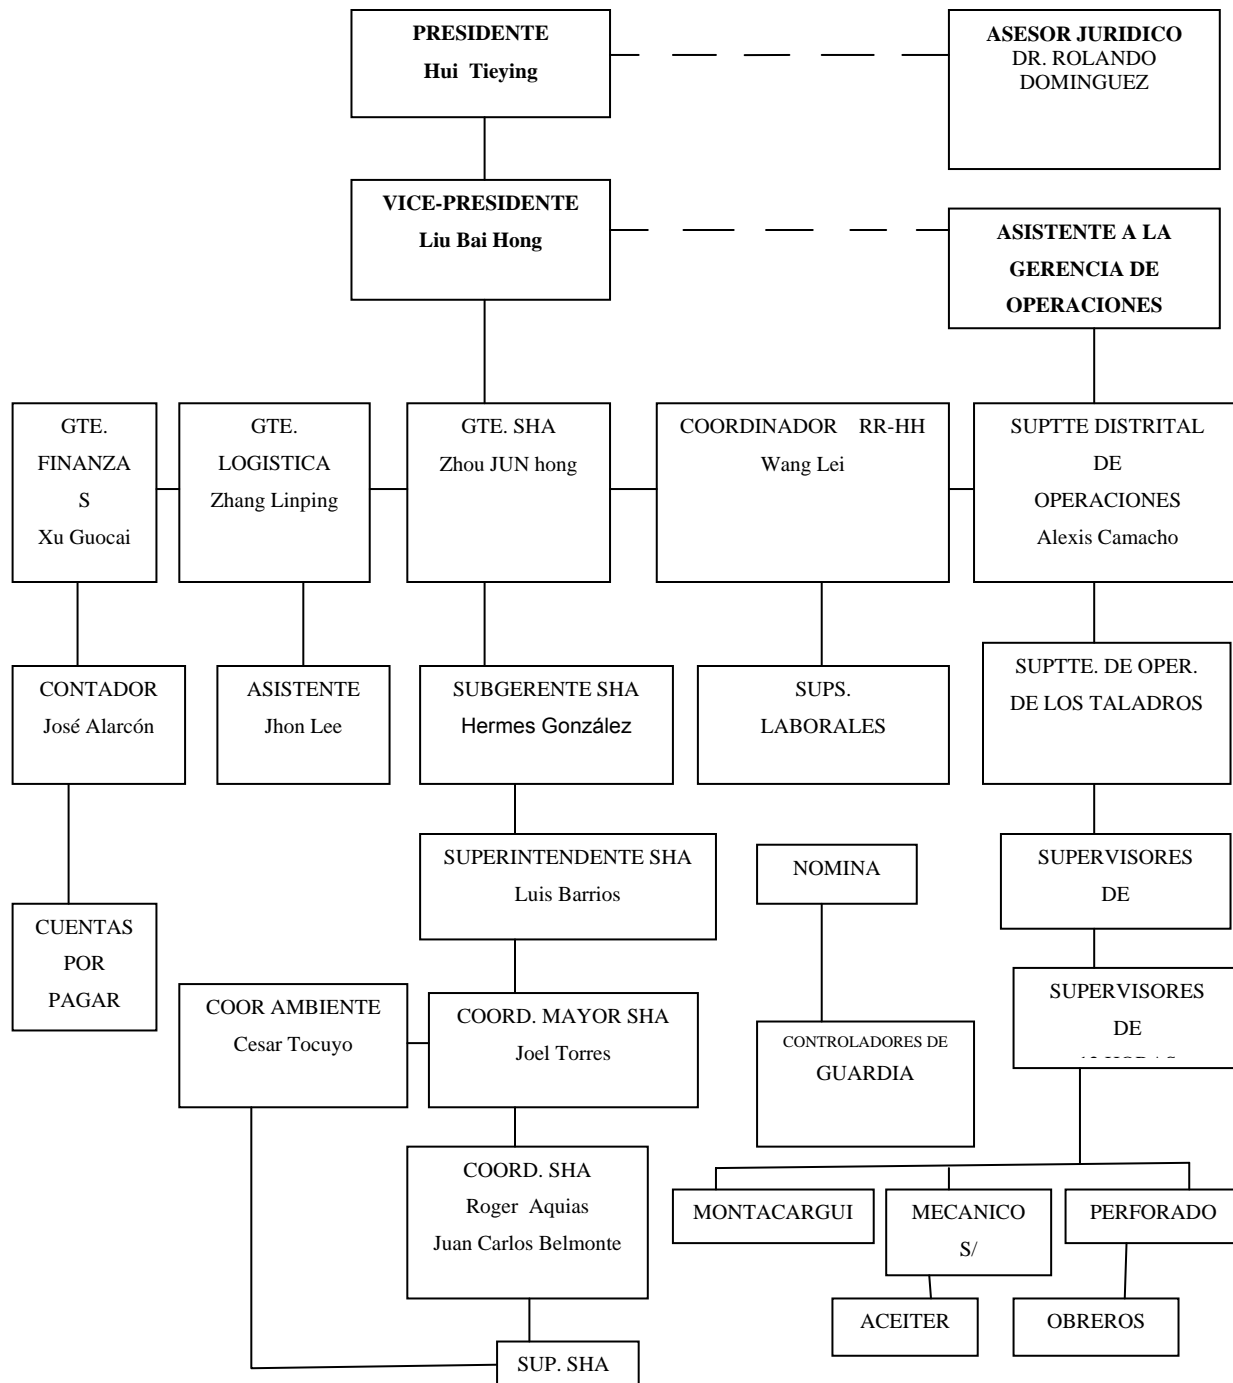 PRESIDENTE
Hui Tieying
ASESOR JURIDICO
DR. ROLANDO
DOMINGUEZ
VICE-PRESIDENTE
Liu Bai Hong
ASISTENTE A LA
GERENCIA DE
OPERACIONES
GTE.
FINANZA
S
Xu Guocai
GTE.
LOGISTICA
Zhang Linping
GTE. SHA
Zhou JUN hong
COORDINADOR RR-HH
Wang Lei
SUPTTE DISTRITAL
DE
OPERACIONES
Alexis Camacho
CONTADOR
José Alarcón
ASISTENTE
Jhon Lee
SUBGERENTE SHA
Hermes González
SUPS.
LABORALES
SUPTTE. DE OPER.
DE LOS TALADROS
SUPERINTENDENTE SHA
Luis Barrios
NOMINA
SUPERVISORES
DE
CUENTAS
POR
PAGAR
COOR AMBIENTE
Cesar Tocuyo
COORD. MAYOR SHA
Joel Torres
CONTROLADORES DE
GUARDIA
SUPERVISORES
DE
COORD. SHA
Roger Aquias
Juan Carlos Belmonte
MONTACARGUI
MECANICO
S/
PERFORADO
ACEITER
OBREROS
SUP. SHA